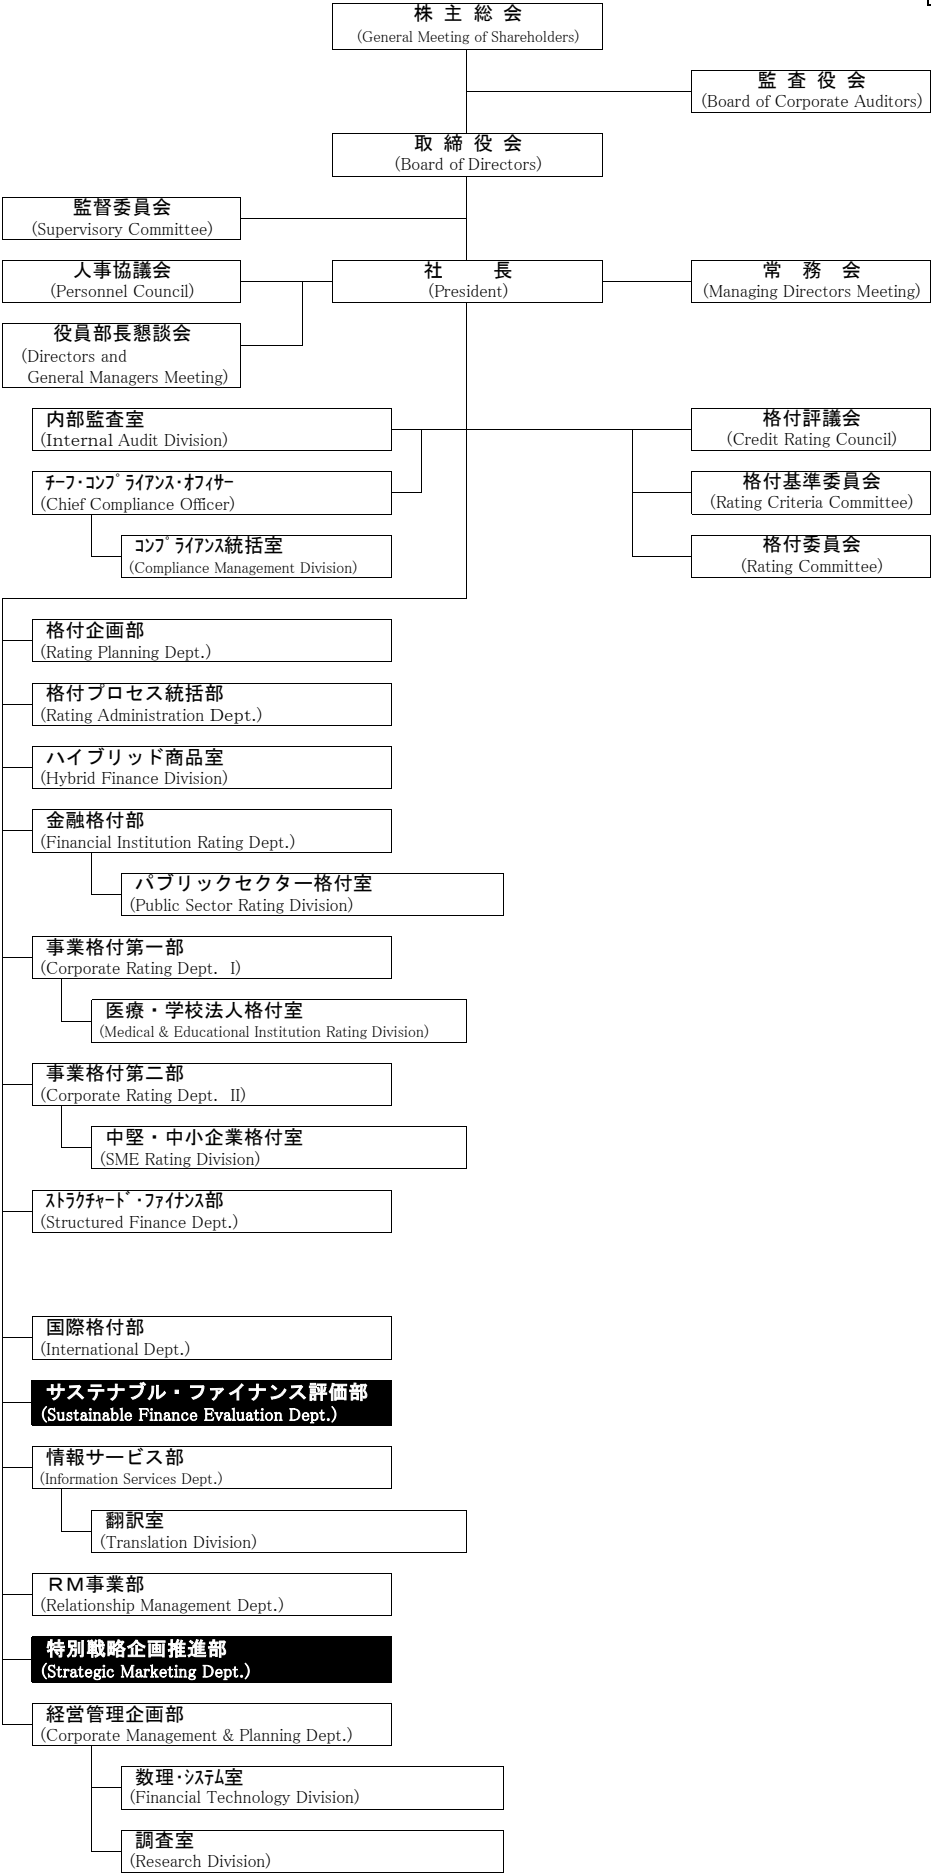 株 主 総 会
(General Meeting of Shareholders)
監 査 役 会
(Board of Corporate Auditors)
取 締 役 会
(Board of Directors)
監督委員会
(Supervisory Committee)
人事協議会
(Personnel Council)
社 長
(President)
常 務 会
(Managing Directors Meeting)
役員部長懇談会
(Directors and
General Managers Meeting)
内部監査室
(Internal Audit Division)
格付評議会
(Credit Rating Council)
ﾁｰﾌ･ｺﾝﾌﾟﾗｲｱﾝｽ･ｵﾌｨｻｰ
(Chief Compliance Officer)
格付基準委員会
(Rating Criteria Committee)
ｺﾝﾌﾟﾗｲｱﾝｽ統括室
(Compliance Management Division)
格付委員会
(Rating Committee)
格付企画部
(Rating Planning Dept.)
格付プロセス統括部
(Rating Administration Dept.)
ハイブリッド商品室
(Hybrid Finance Division)
金融格付部
(Financial Institution Rating Dept.)
パブリックセクター格付室
(Public Sector Rating Division)
事業格付第一部
(Corporate Rating Dept. I)
医療・学校法人格付室
(Medical & Educational Institution Rating Division)
事業格付第二部
(Corporate Rating Dept. II)
中堅・中小企業格付室
(SME Rating Division)
ｽﾄﾗｸﾁｬｰﾄﾞ･ﾌｧｲﾅﾝｽ部
(Structured Finance Dept.)
国際格付部
(International Dept.)
サステナブル・ファイナンス評価部
(Sustainable Finance Evaluation Dept.)
情報サービス部
(Information Services Dept.)
翻訳室
(Translation Division)
ＲＭ事業部
(Relationship Management Dept.)
特別戦略企画推進部
(Strategic Marketing Dept.)
経営管理企画部
(Corporate Management & Planning Dept.)
数理･ｼｽﾃﾑ室
(Financial Technology Division)
調査室
(Research Division)